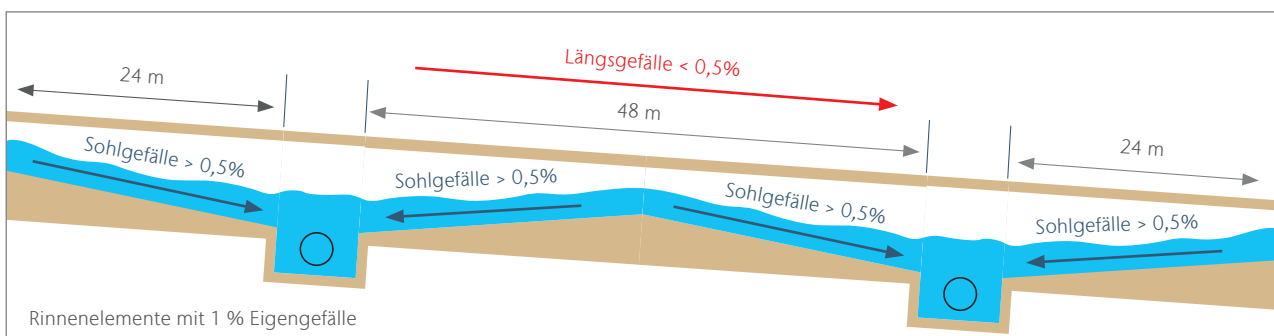 Längsgefälle < 0,5%
24 m
48 m
24 m
Sohlgefälle > 0,5%
Sohlgefälle > 0,5%
Sohlgefälle > 0,5%
Sohlgefälle > 0,5%
Rinnenelemente mit 1 % Eigengefälle